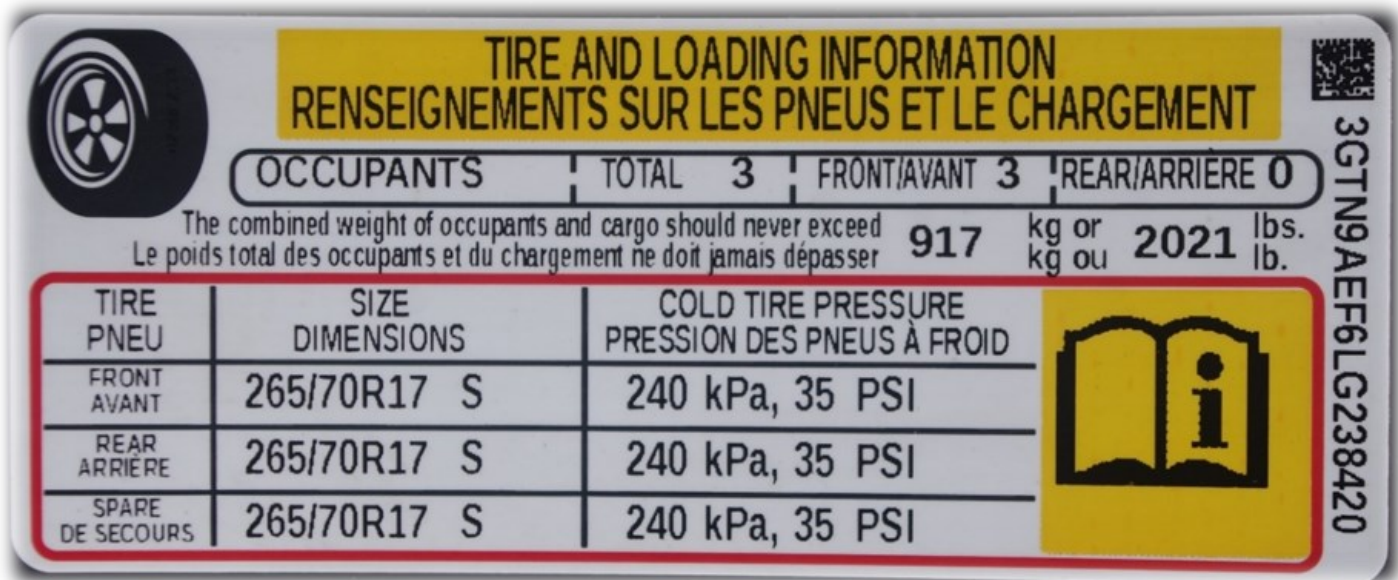 TIRE AND LOADING INFORMATION
RENSEIGNEMENTS SUR LES PNEUS ET LE CHARGEMENT
OCCUPANTS TOTAL 3 FRONT/AVANT 3 REAR/ARRIÈRE 0
The combined weight of occupants and cargo should never exceed 917 kg or 2021 lbs.
Le poids total des occupants et du chargement ne doit jamais dépasser kg ou lb.
TIRE SIZE COLD TIRE PRESSURE
PNEU DIMENSIONS PRESSION DES PNEUS À FROID
FRONT
AVANT 265/70R17 S 240 kPa, 35 PSI
REAR
ARRIÈRE 265/70R17 S 240 kPa, 35 PSI
SPARE
DE SECOURS 265/70R17 S 240 kPa, 35 PSI
3GTN9AEF6LG238420